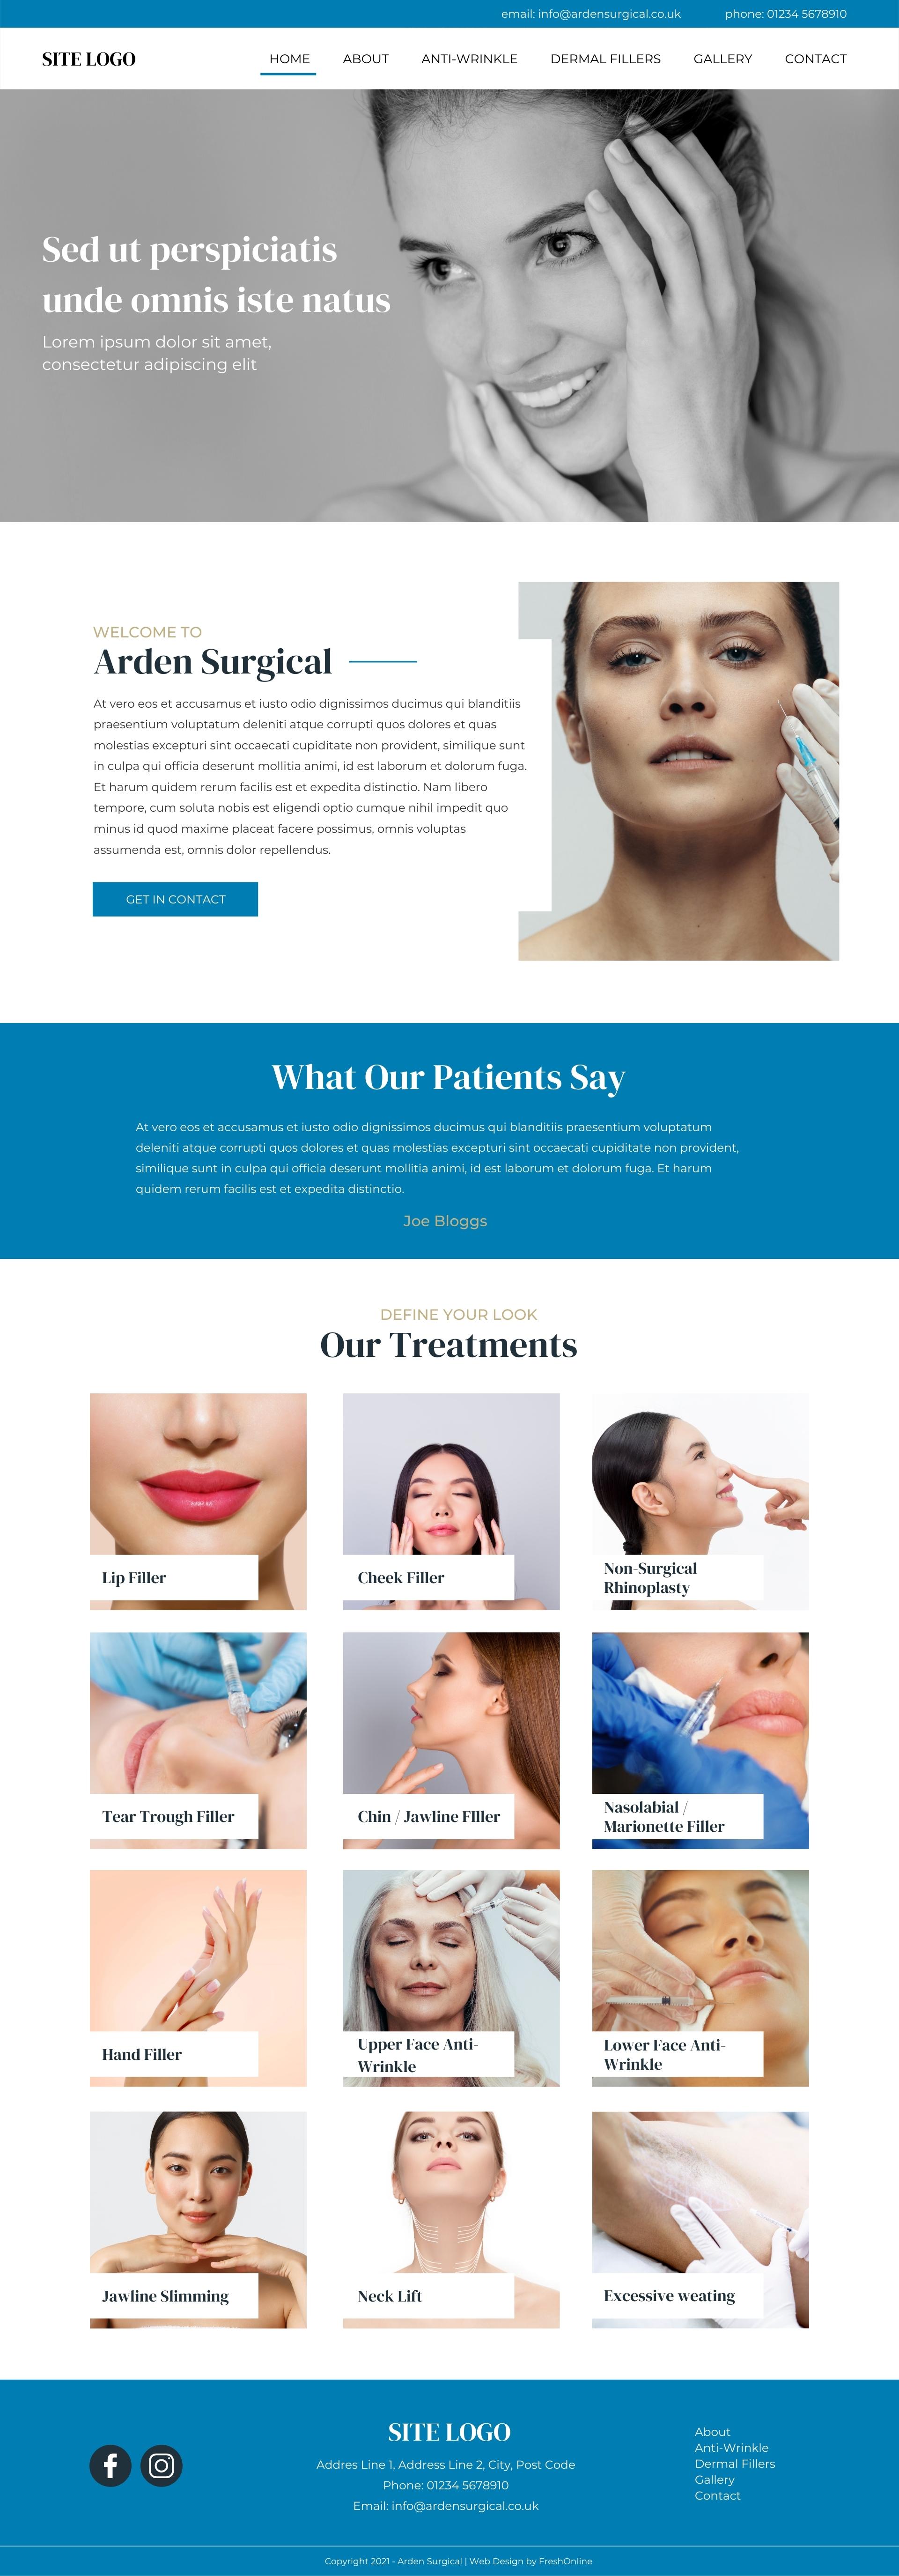 email: info@ardensurgical.co.uk phone: 01234 5678910
SITE LOGO HOME ABOUT ANTI-WRINKLE DERMAL FILLERS GALLERY CONTACT
Sed ut perspiciatis
unde omnis iste natus
Lorem ipsum dolor sit amet,
consectetur adipiscing elit
WELCOME TO
Arden Surgical
At vero eos et accusamus et iusto odio dignissimos ducimus qui blanditiis
praesentium voluptatum deleniti atque corrupti quos dolores et quas
molestias excepturi sint occaecati cupiditate non provident, similique sunt
in culpa qui officia deserunt mollitia animi, id est laborum et dolorum fuga.
Et harum quidem rerum facilis est et expedita distinctio. Nam libero
tempore, cum soluta nobis est eligendi optio cumque nihil impedit quo
minus id quod maxime placeat facere possimus, omnis voluptas
assumenda est, omnis dolor repellendus.
GET IN CONTACT
What Our Patients Say
At vero eos et accusamus et iusto odio dignissimos ducimus qui blanditiis praesentium voluptatum
deleniti atque corrupti quos dolores et quas molestias excepturi sint occaecati cupiditate non provident,
similique sunt in culpa qui officia deserunt mollitia animi, id est laborum et dolorum fuga. Et harum
quidem rerum facilis est et expedita distinctio.
Joe Bloggs
DEFINE YOUR LOOK
Our Treatments
Lip Filler
Cheek Filler
Non-Surgical
Rhinoplasty
Tear Trough Filler
Chin / Jawline FIller
Nasolabial /
Marionette Filler
Hand Filler
Upper Face Anti-
Wrinkle
Lower Face Anti-
Wrinkle
Jawline Slimming
Neck Lift
Excessive weating
SITE LOGO
Addres Line 1, Address Line 2, City, Post Code
Phone: 01234 5678910
Email: info@ardensurgical.co.uk
About
Anti-Wrinkle
Dermal Fillers
Gallery
Contact
Copyright 2021 - Arden Surgical | Web Design by FreshOnline